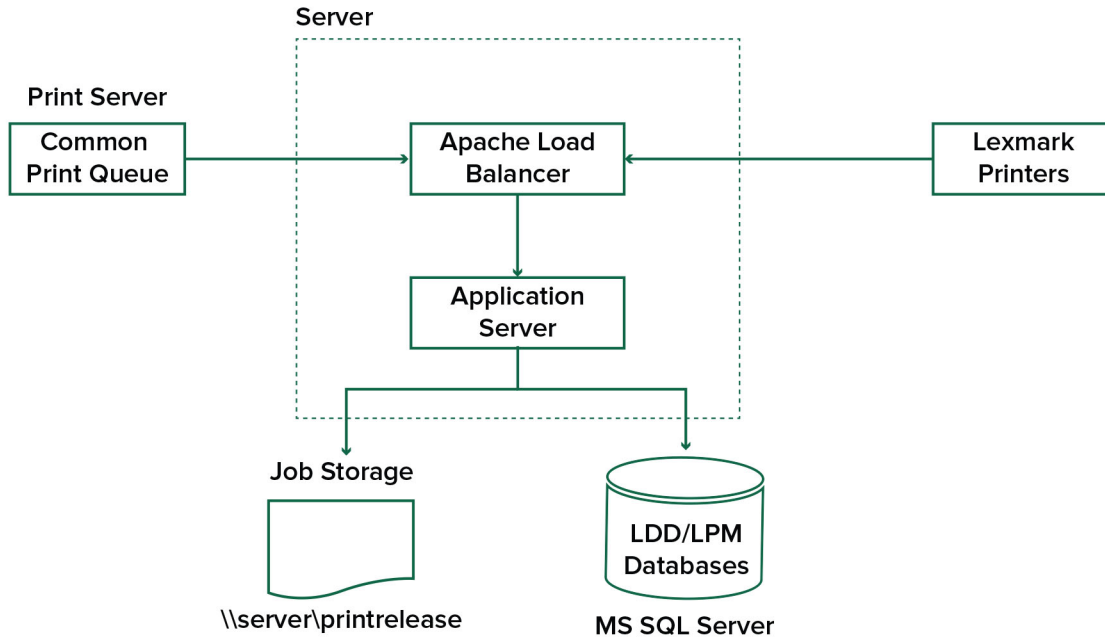 Server
Print Server
Common
Print Queue
Apache Load
Balancer
Lexmark
Printers
Application
Server
Job Storage
\\server\printrelease
LDD/LPM
Databases
MS SQL Server